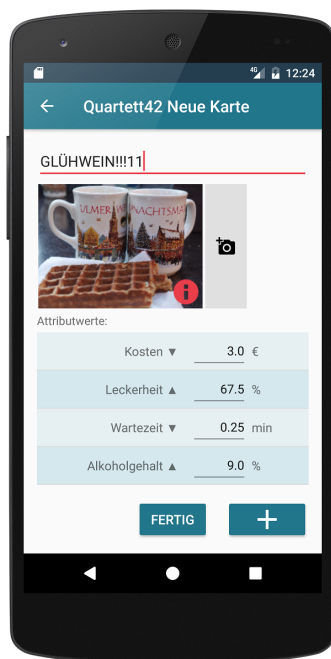 4G 12:24
← Quartett42 Neue Karte
GLÜHWEIN!!!11
ULMER WEIHNACHTSMA
Attributwerte:
Kosten ▼ 3.0 €
Leckerheit ▲ 67.5 %
Wartezeit ▼ 0.25 min
Alkoholgehalt ▲ 9.0 %
FERTIG +